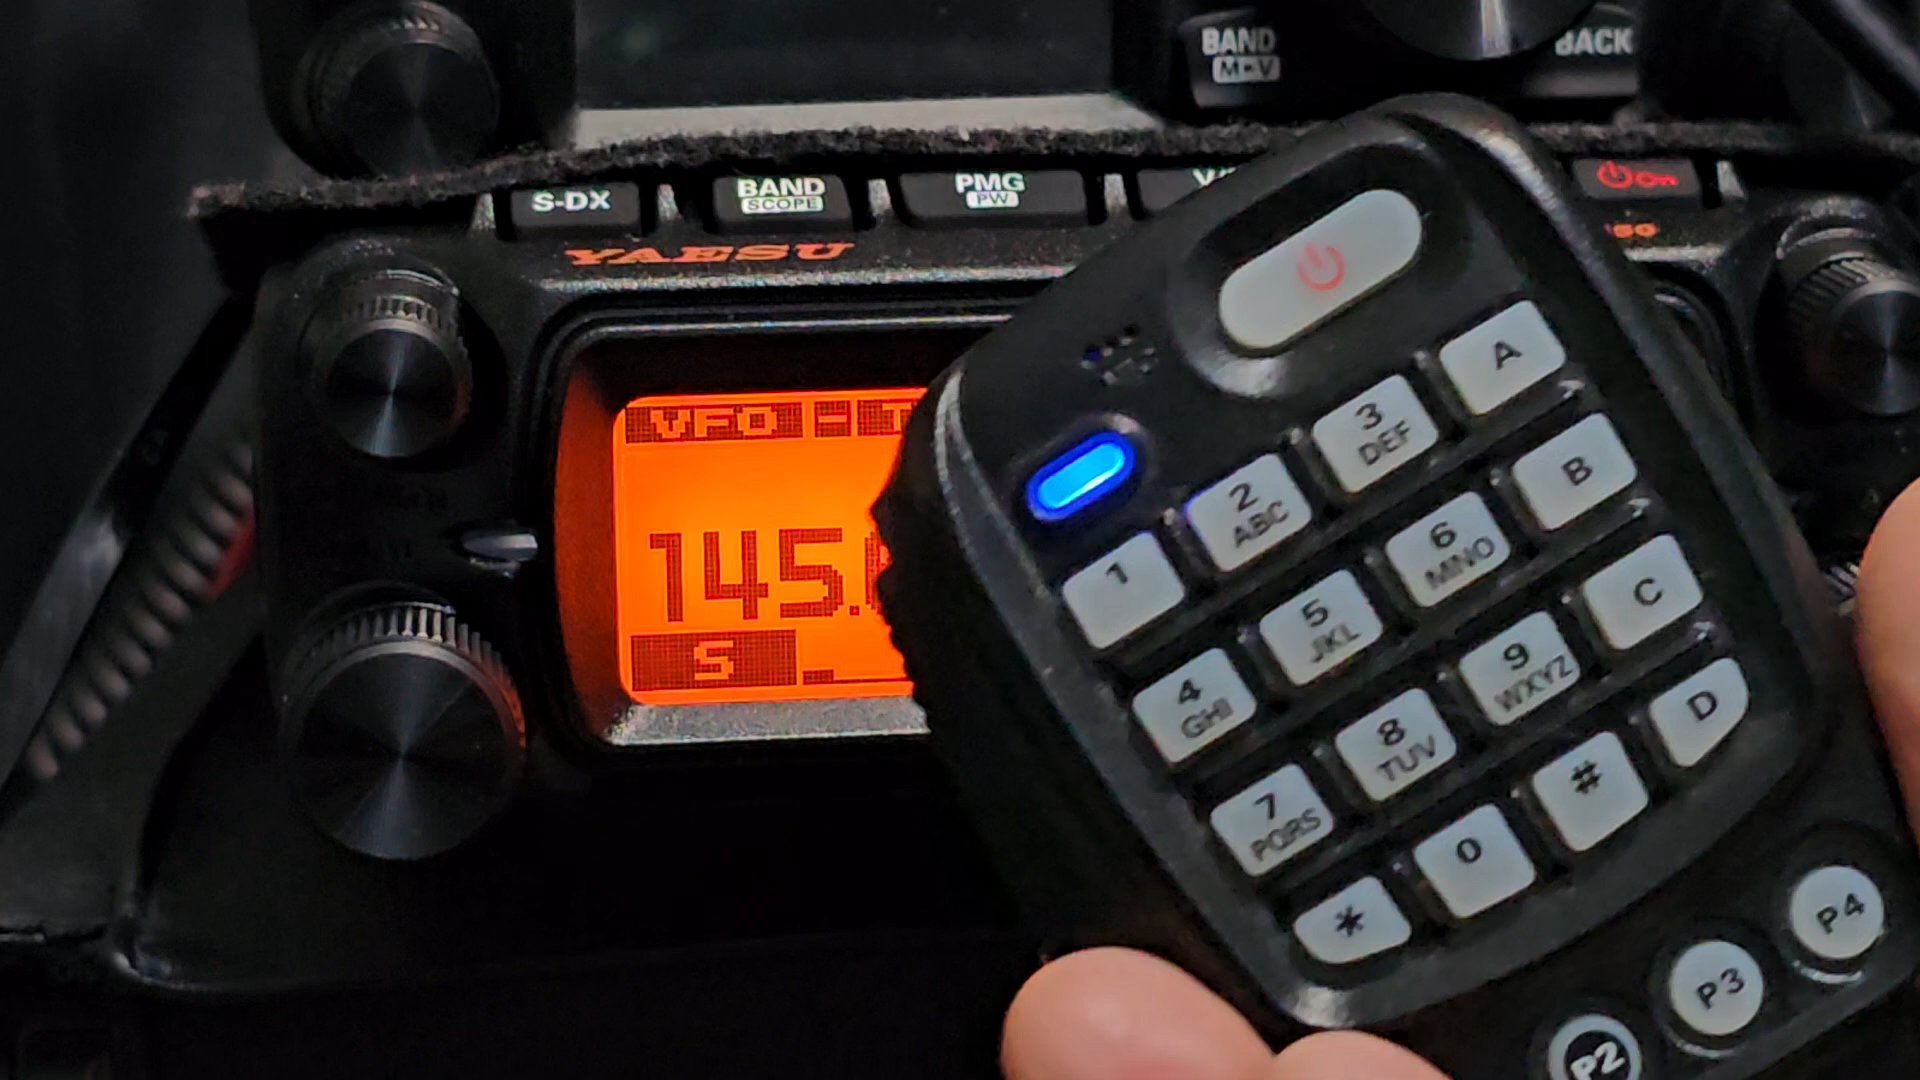 BAND
M▸V
BACK
S-DX
BAND
SCOPE
PMG
PW
YAESU
VFO - T
145.
S
A
3
DEF
2
ABC
1
B
6
MNO
5
JKL
4
GHI
C
9
WXYZ
8
TUV
7
PQRS
D
#
0
*
P4
P3
P2